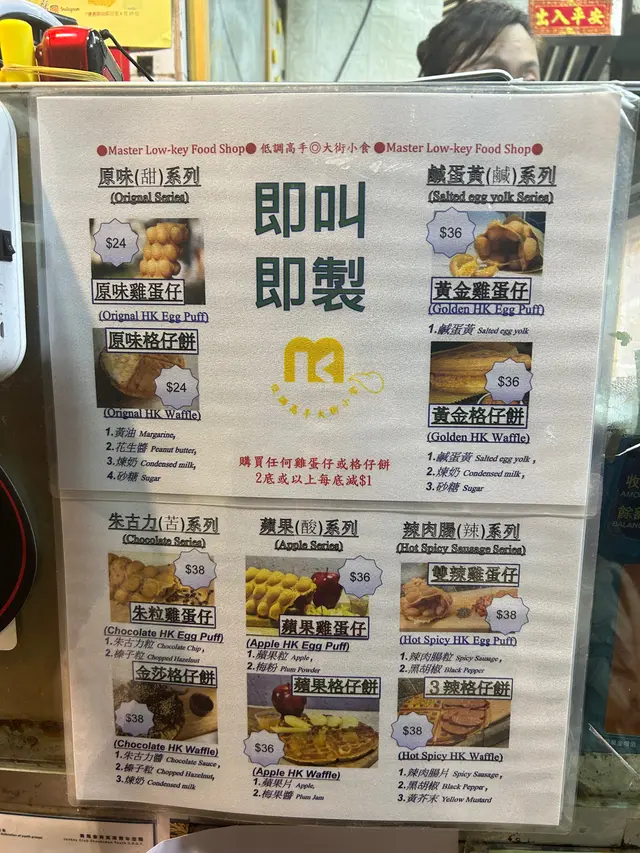 Instagram
出入平安
●Master Low-key Food Shop● 低調高手◎大街小食 ●Master Low-key Food Shop●
原味(甜)系列
(Orignal Series)
$24
原味雞蛋仔
(Orignal HK Egg Puff)
原味格仔餅
$24
(Orignal HK Waffle)
1.黃油 Margarine,
2.花生醬 Peanut butter,
3.煉奶 Condensed milk,
4.砂糖 Sugar
即叫
即製
購買任何雞蛋仔或格仔餅
2底或以上每底減$1
鹹蛋黃(鹹)系列
(Salted egg yolk Series)
$36
黃金雞蛋仔
(Golden HK Egg Puff)
1.鹹蛋黃 Salted egg yolk
$36
黃金格仔餅
(Golden HK Waffle)
1.鹹蛋黃 Salted egg yolk,
2.煉奶 Condensed milk,
3.砂糖 Sugar
朱古力(苦)系列
(Chocolate Series)
$38
朱粒雞蛋仔
(Chocolate HK Egg Puff)
1.朱古力粒 Chocolate Chip,
2.榛子粒 Chopped Hazelnut
金莎格仔餅
$38
(Chocolate HK Waffle)
1.朱古力醬 Chocolate Sauce,
2.榛子粒 Chopped Hazelnut,
3.煉奶 Condensed milk
蘋果(酸)系列
(Apple Series)
$36
蘋果雞蛋仔
(Apple HK Egg Puff)
1.蘋果粒 Apple,
2.梅粉 Plum Powder
蘋果格仔餅
$36
(Apple HK Waffle)
1.蘋果片 Apple,
2.梅果醬 Plum Jam
辣肉腸(辣)系列
(Hot Spicy Sausage Series)
雙辣雞蛋仔
$38
(Hot Spicy HK Egg Puff)
1.辣肉腸粒 Spicy Sausage,
2.黑胡椒 Black Pepper
3辣格仔餅
$38
(Hot Spicy HK Waffle)
1.辣肉腸片 Spicy Sausage,
2.黑胡椒 Black Pepper,
3.黃芥末 Yellow Mustard